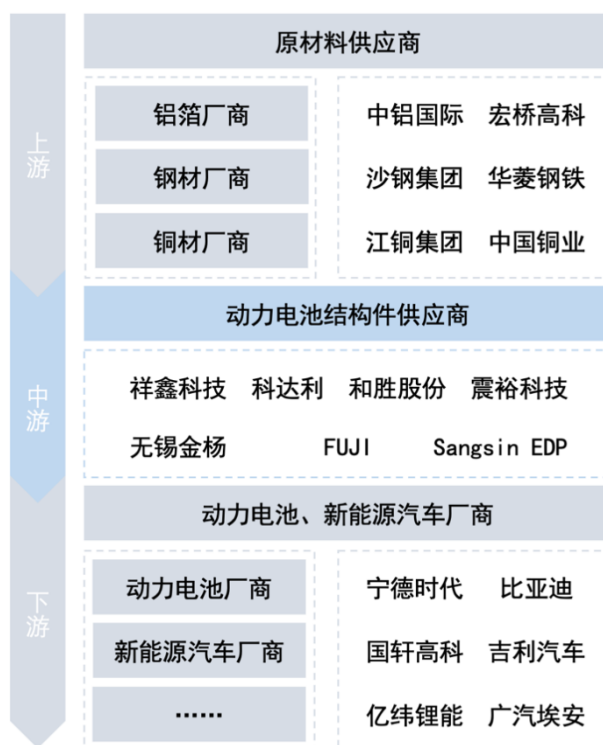 上游
原材料供应商
铝箔厂商
中铝国际 宏桥高科
钢材厂商
沙钢集团 华菱钢铁
铜材厂商
江铜集团 中国铜业
中游
动力电池结构件供应商
祥鑫科技 科达利 和胜股份 震裕科技
无锡金杨 FUJI Sangsin EDP
下游
动力电池、新能源汽车厂商
动力电池厂商
宁德时代 比亚迪
新能源汽车厂商
国轩高科 吉利汽车
……
亿纬锂能 广汽埃安